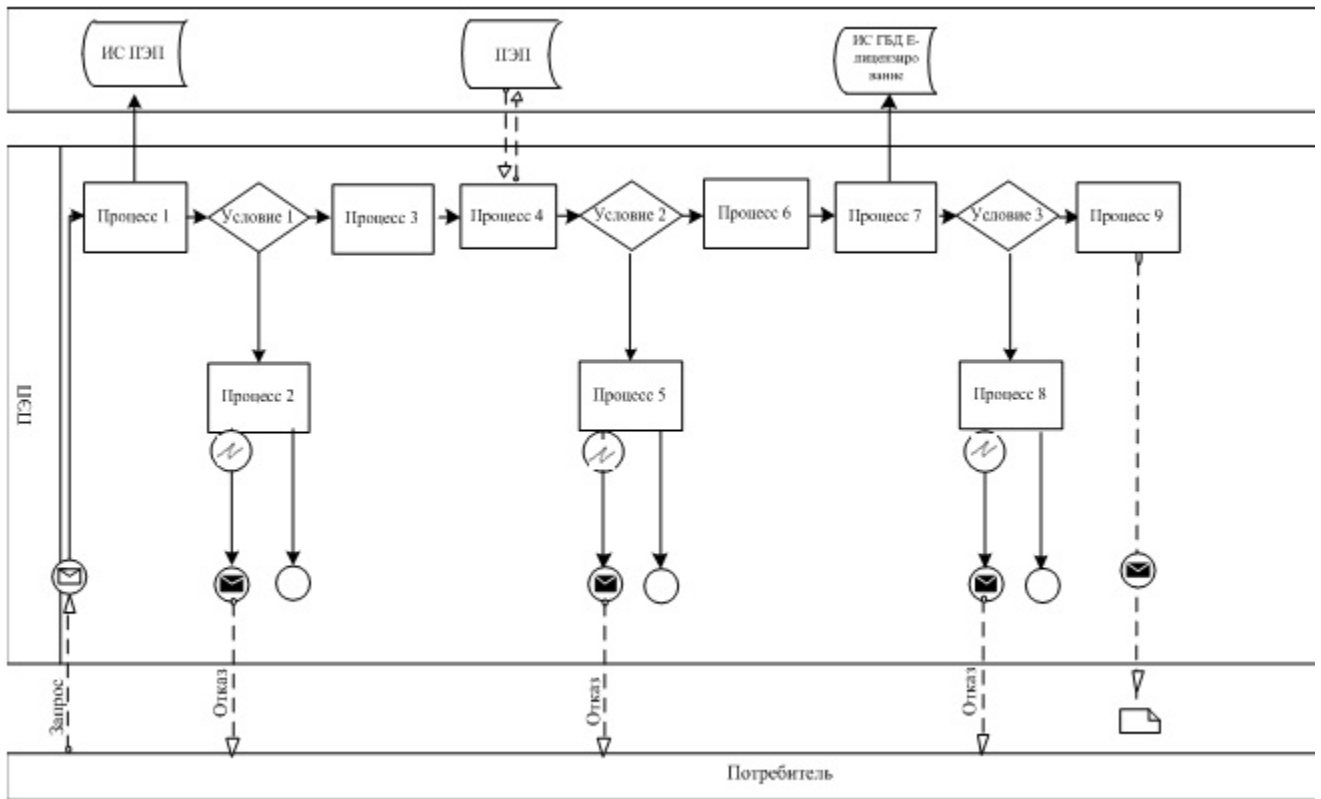 ИС ПЭП
ПЭП
ИС ГБД Е-
лицензиро
вание
Процесс 1
Условие 1
Процесс 3
Процесс 4
Условие 2
Процесс 6
Процесс 7
Условие 3
Процесс 9
Процесс 2
Процесс 5
Процесс 8
ПЭП
Запрос
Отказ
Отказ
Отказ
Потребитель